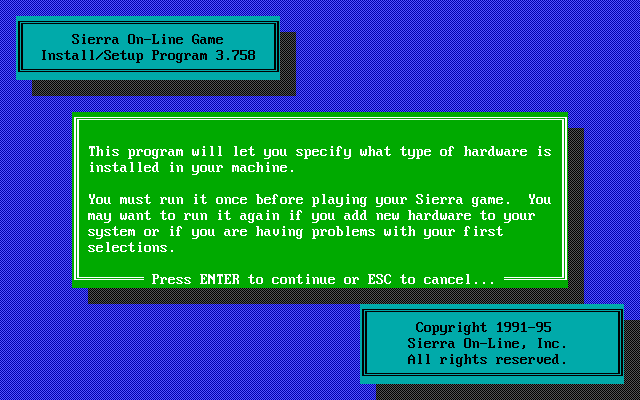 Sierra On-Line Game
Install/Setup Program 3.758
This program will let you specify what type of hardware is
installed in your machine.
You must run it once before playing your Sierra game.  You
may want to run it again if you add new hardware to your
system or if you are having problems with your first
selections.
Press ENTER to continue or ESC to cancel...
Copyright 1991-95
Sierra On-Line, Inc.
All rights reserved.